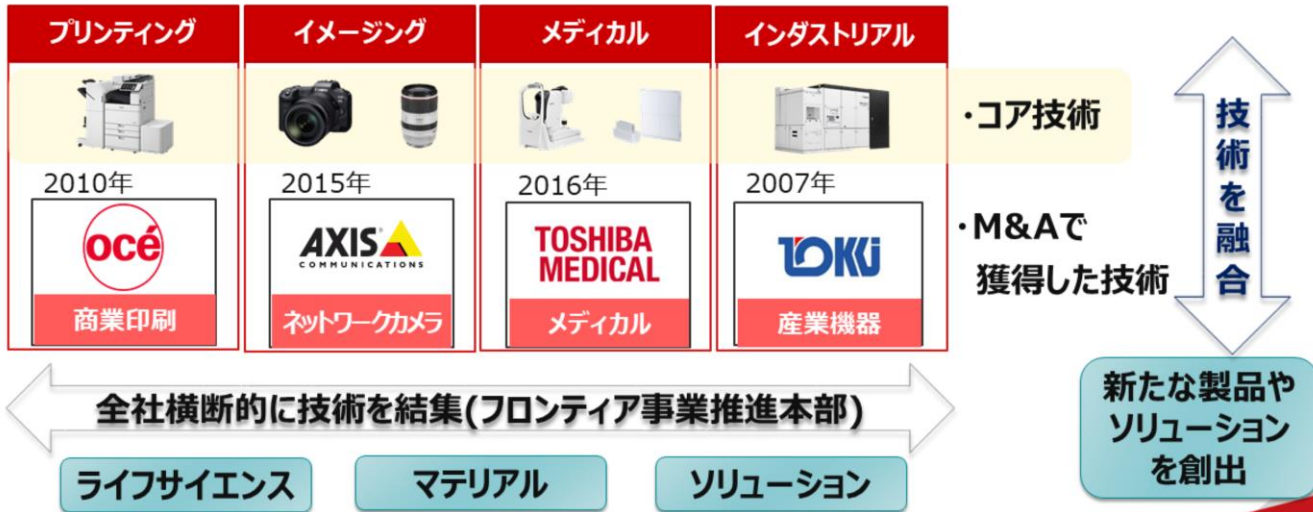 プリンティング
イメージング
メディカル
インダストリアル
・コア技術
2010年
2015年
2016年
2007年
océ
AXIS
COMMUNICATIONS
TOSHIBA
MEDICAL
TOKKI
・M&Aで
獲得した技術
商業印刷
ネットワークカメラ
メディカル
産業機器
技術を融合
全社横断的に技術を結集(フロンティア事業推進本部)
新たな製品や
ソリューション
を創出
ライフサイエンス
マテリアル
ソリューション